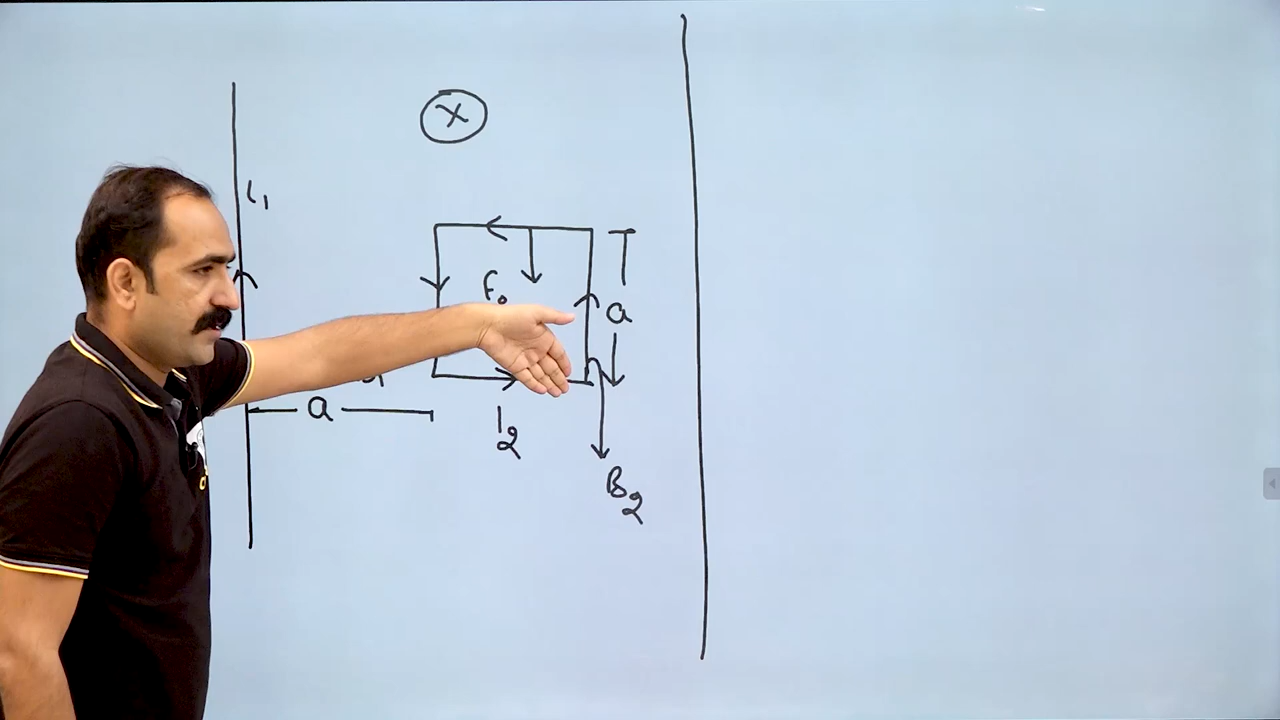 X
i₁
F₀
a
a
I₂
B₂